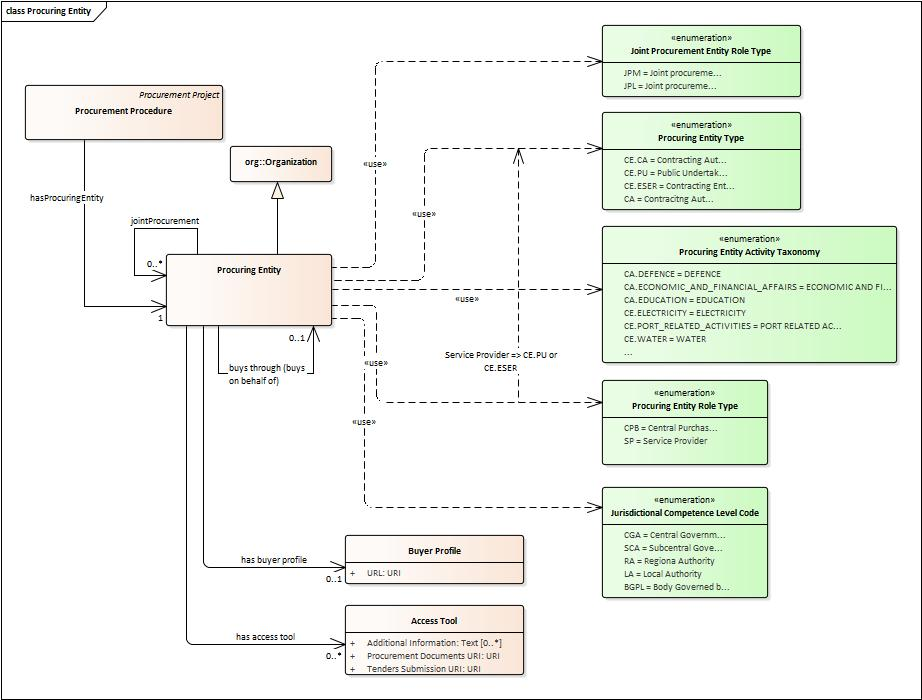 class Procuring Entity
Procurement Project
Procurement Procedure
hasProcuringEntity
org::Organization
jointProcurement
0..*
1
Procuring Entity
0..1
buys through (buys
on behalf of)
«use»
«use»
«use»
«use»
«use»
Service Provider => CE.PU or
CE.ESER
«enumeration»
Joint Procurement Entity Role Type
JPM = Joint procureme...
JPL = Joint procureme...
«enumeration»
Procuring Entity Type
CE.CA = Contracting Aut...
CE.PU = Public Undertak...
CE.ESER = Contracting Ent...
CA = Contracitng Aut...
«enumeration»
Procuring Entity Activity Taxonomy
CA.DEFENCE = DEFENCE
CA.ECONOMIC_AND_FINANCIAL_AFFAIRS = ECONOMIC AND FI...
CA.EDUCATION = EDUCATION
CE.ELECTRICITY = ELECTRICITY
CE.PORT_RELATED_ACTIVITIES = PORT RELATED AC...
CE.WATER = WATER
...
«enumeration»
Procuring Entity Role Type
CPB = Central Purchas...
SP = Service Provider
«enumeration»
Jurisdictional Competence Level Code
CGA = Central Governm...
SCA = Subcentral Gove...
RA = Regiona Authority
LA = Local Authority
BGPL = Body Governed b...
has buyer profile
0..1
Buyer Profile
+ URL: URI
has access tool
0..*
Access Tool
+ Additional Information: Text [0..*]
+ Procurement Documents URI: URI
+ Tenders Submission URI: URI